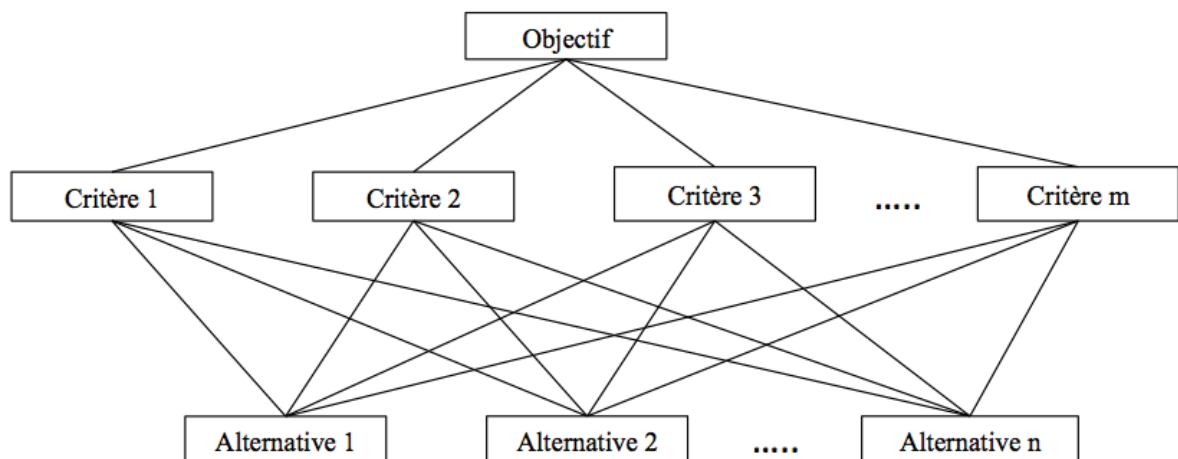 Objectif
Critère 1
Critère 2
Critère 3
.....
Critère m
Alternative 1
Alternative 2
.....
Alternative n